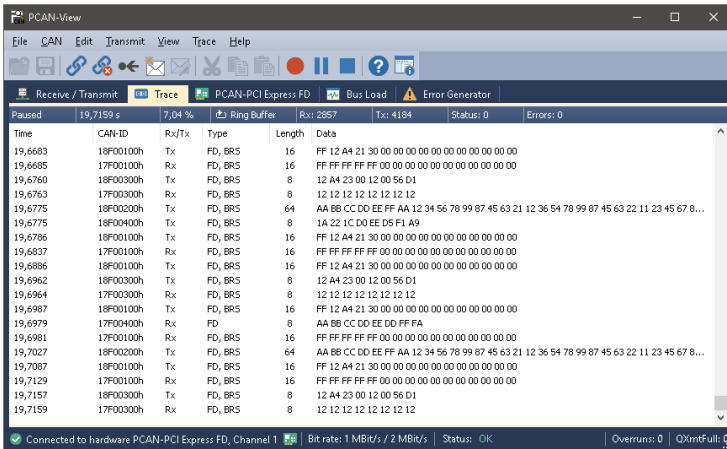 PCAN-View
File CAN Edit Transmit View Trace Help
Receive / Transmit Trace PCAN-PCI Express FD Bus Load Error Generator
Paused 19,7159 s 7,04 % Ring Buffer Rx: 2857 Tx: 4184 Status: 0 Errors: 0
Time CAN-ID Rx/Tx Type Length Data
19,6683 18F00100h Tx FD, BRS 16 FF 12 A4 21 30 00 00 00 00 00 00 00 00 00 00 00
19,6685 17F00100h Rx FD, BRS 16 FF FF FF FF FF 00 00 00 00 00 00 00 00 00 00 00
19,6760 18F00300h Tx FD, BRS 8 12 A4 23 00 12 00 56 D1
19,6763 17F00300h Rx FD, BRS 8 12 12 12 12 12 12 12 12
19,6775 18F00200h Tx FD, BRS 64 AA BB CC DD EE FF AA 12 34 56 78 99 87 45 63 21 12 36 54 78 99 87 45 63 22 11 23 45 67 8...
19,6775 18F00400h Tx FD, BRS 8 1A 22 1C D0 EE D5 F1 A9
19,6786 18F00100h Tx FD, BRS 16 FF 12 A4 21 30 00 00 00 00 00 00 00 00 00 00 00
19,6837 17F00100h Rx FD, BRS 16 FF FF FF FF FF 00 00 00 00 00 00 00 00 00 00 00
19,6886 18F00100h Tx FD, BRS 16 FF 12 A4 21 30 00 00 00 00 00 00 00 00 00 00 00
19,6962 18F00300h Tx FD, BRS 8 12 A4 23 00 12 00 56 D1
19,6964 17F00300h Rx FD, BRS 8 12 12 12 12 12 12 12 12
19,6987 18F00100h Tx FD, BRS 16 FF 12 A4 21 30 00 00 00 00 00 00 00 00 00 00 00
19,6979 17F00400h Rx FD 8 AA BB CC DD EE DD FF FA
19,6981 17F00100h Rx FD, BRS 16 FF FF FF FF FF 00 00 00 00 00 00 00 00 00 00 00
19,7027 18F00200h Tx FD, BRS 64 AA BB CC DD EE FF AA 12 34 56 78 99 87 45 63 21 12 36 54 78 99 87 45 63 22 11 23 45 67 8...
19,7087 18F00100h Tx FD, BRS 16 FF 12 A4 21 30 00 00 00 00 00 00 00 00 00 00 00
19,7129 17F00100h Rx FD, BRS 16 FF FF FF FF FF 00 00 00 00 00 00 00 00 00 00 00
19,7157 18F00300h Tx FD, BRS 8 12 A4 23 00 12 00 56 D1
19,7159 17F00300h Rx FD, BRS 8 12 12 12 12 12 12 12 12
Connected to hardware PCAN-PCI Express FD, Channel 1 Bit rate: 1 MBit/s / 2 MBit/s Status: OK Overruns: 0 QXmtFull: 0